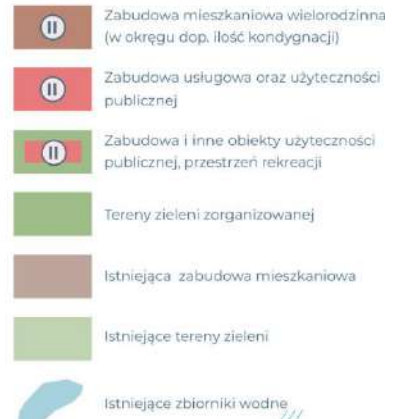 II
Zabudowa mieszkaniowa wielorodzinna
(w okręgu dop. ilość kondygnacji)
II
Zabudowa usługowa oraz użyteczności
publicznej
II
Zabudowa i inne obiekty użyteczności
publicznej, przestrzeń rekreacji
Tereny zieleni zorganizowanej
Istniejąca zabudowa mieszkaniowa
Istniejące tereny zieleni
Istniejące zbiorniki wodne